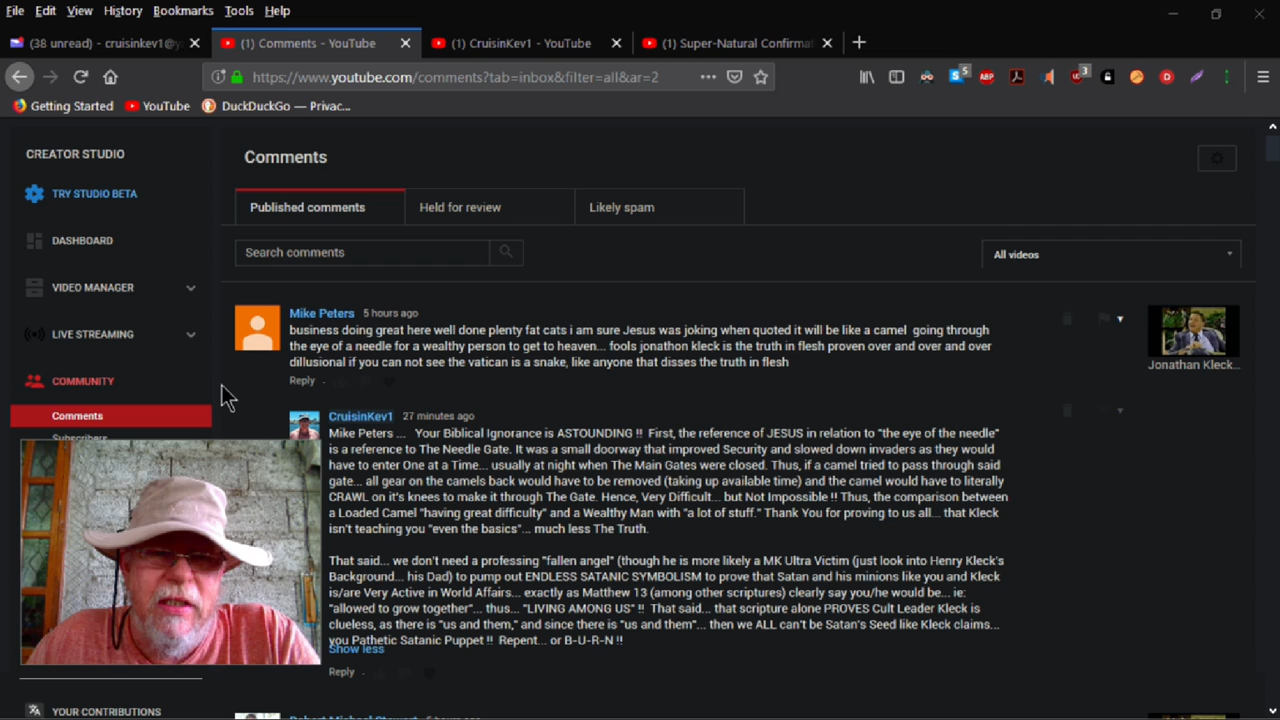 File Edit View History Bookmarks Tools Help
(38 unread) - cruisinkev1@y
(1) Comments - YouTube
(1) CruisinKev1 - YouTube
(1) Super-Natural Confirmat
https://www.youtube.com/comments?tab=inbox&filter=all&ar=2
5
ABP
3
D
Getting Started
YouTube
DuckDuckGo — Privac...
CREATOR STUDIO
TRY STUDIO BETA
DASHBOARD
VIDEO MANAGER
LIVE STREAMING
COMMUNITY
Comments
Subscribers
YOUR CONTRIBUTIONS
Comments
Published comments
Held for review
Likely spam
Search comments
All videos
Mike Peters 5 hours ago
business doing great here well done plenty fat cats i am sure Jesus was joking when quoted it will be like a camel going through
the eye of a needle for a wealthy person to get to heaven... fools jonathon kleck is the truth in flesh proven over and over and over
dillusional if you can not see the vatican is a snake, like anyone that disses the truth in flesh
Reply
Jonathan Kleck...
CruisinKev1 27 minutes ago
Mike Peters ... Your Biblical Ignorance is ASTOUNDING !! First, the reference of JESUS in relation to "the eye of the needle"
is a reference to The Needle Gate. It was a small doorway that improved Security and slowed down invaders as they would
have to enter One at a Time... usually at night when The Main Gates were closed. Thus, if a camel tried to pass through said
gate... all gear on the camels back would have to be removed (taking up available time) and the camel would have to literally
CRAWL on it's knees to make it through The Gate. Hence, Very Difficult... but Not Impossible !! Thus, the comparison between
a Loaded Camel "having great difficulty" and a Wealthy Man with "a lot of stuff." Thank You for proving to us all... that Kleck
isn't teaching you "even the basics"... much less The Truth.
That said... we don't need a professing "fallen angel" (though he is more likely a MK Ultra Victim (just look into Henry Kleck's
Background... his Dad) to pump out ENDLESS SATANIC SYMBOLISM to prove that Satan and his minions like you and Kleck
is/are Very Active in World Affairs... exactly as Matthew 13 (among other scriptures) clearly say you/he would be... ie:
"allowed to grow together"... thus... "LIVING AMONG US" !! That said... that scripture alone PROVES Cult Leader Kleck is
clueless, as there is "us and them," and since there is "us and them"... then we ALL can't be Satan's Seed like Kleck claims...
you Pathetic Satanic Puppet !! Repent... or B-U-R-N !!
Show less
Reply
Robert Michael Stewart 5 hours ago